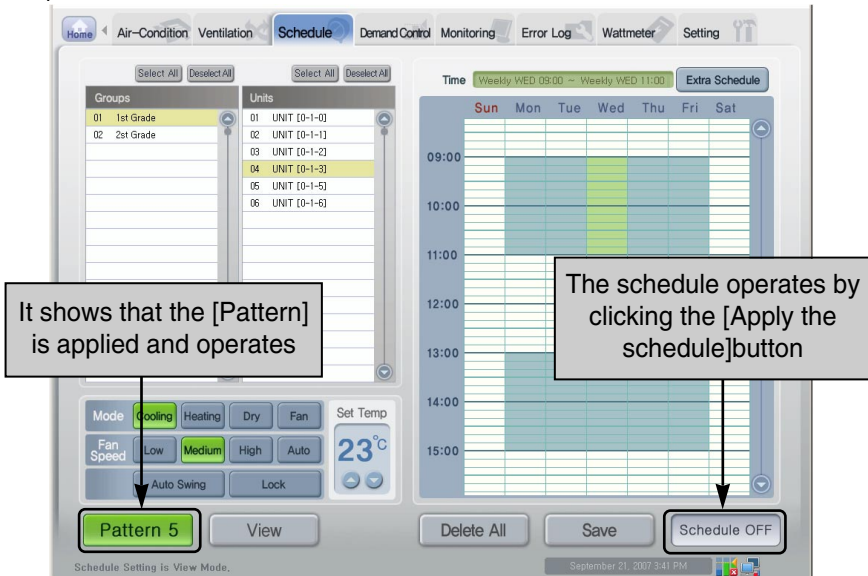 Home Air-Condition Ventilation Schedule Demand Control Monitoring Error Log Wattmeter Setting
Select All Deselect All Select All Deselect All
Groups Units
01 1st Grade
02 2st Grade
01 UNIT [0-1-0]
02 UNIT [0-1-1]
03 UNIT [0-1-2]
04 UNIT [0-1-3]
05 UNIT [0-1-5]
06 UNIT [0-1-6]
Time Weekly WED 09:00 ~ Weekly WED 11:00 Extra Schedule
Sun Mon Tue Wed Thu Fri Sat
09:00
10:00
11:00
12:00
13:00
14:00
15:00
It shows that the [Pattern]
is applied and operates
The schedule operates by
clicking the [Apply the
schedule]button
Mode Cooling Heating Dry Fan
Fan
Speed Low Medium High Auto
Auto Swing Lock
Set Temp
23°C
Pattern 5 View Delete All Save Schedule OFF
Schedule Setting is View Mode.
September 21, 2007 3:41 PM